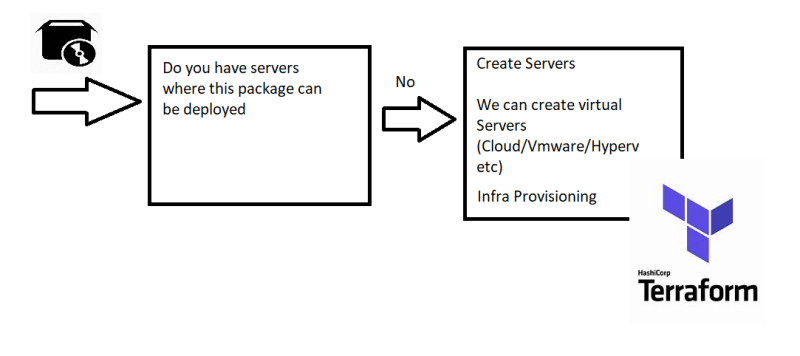 Do you have servers
where this package can
be deployed
No
Create Servers
We can create virtual
Servers
(Cloud/Vmware/Hyperv
etc)
Infra Provisioning
HashiCorp
Terraform